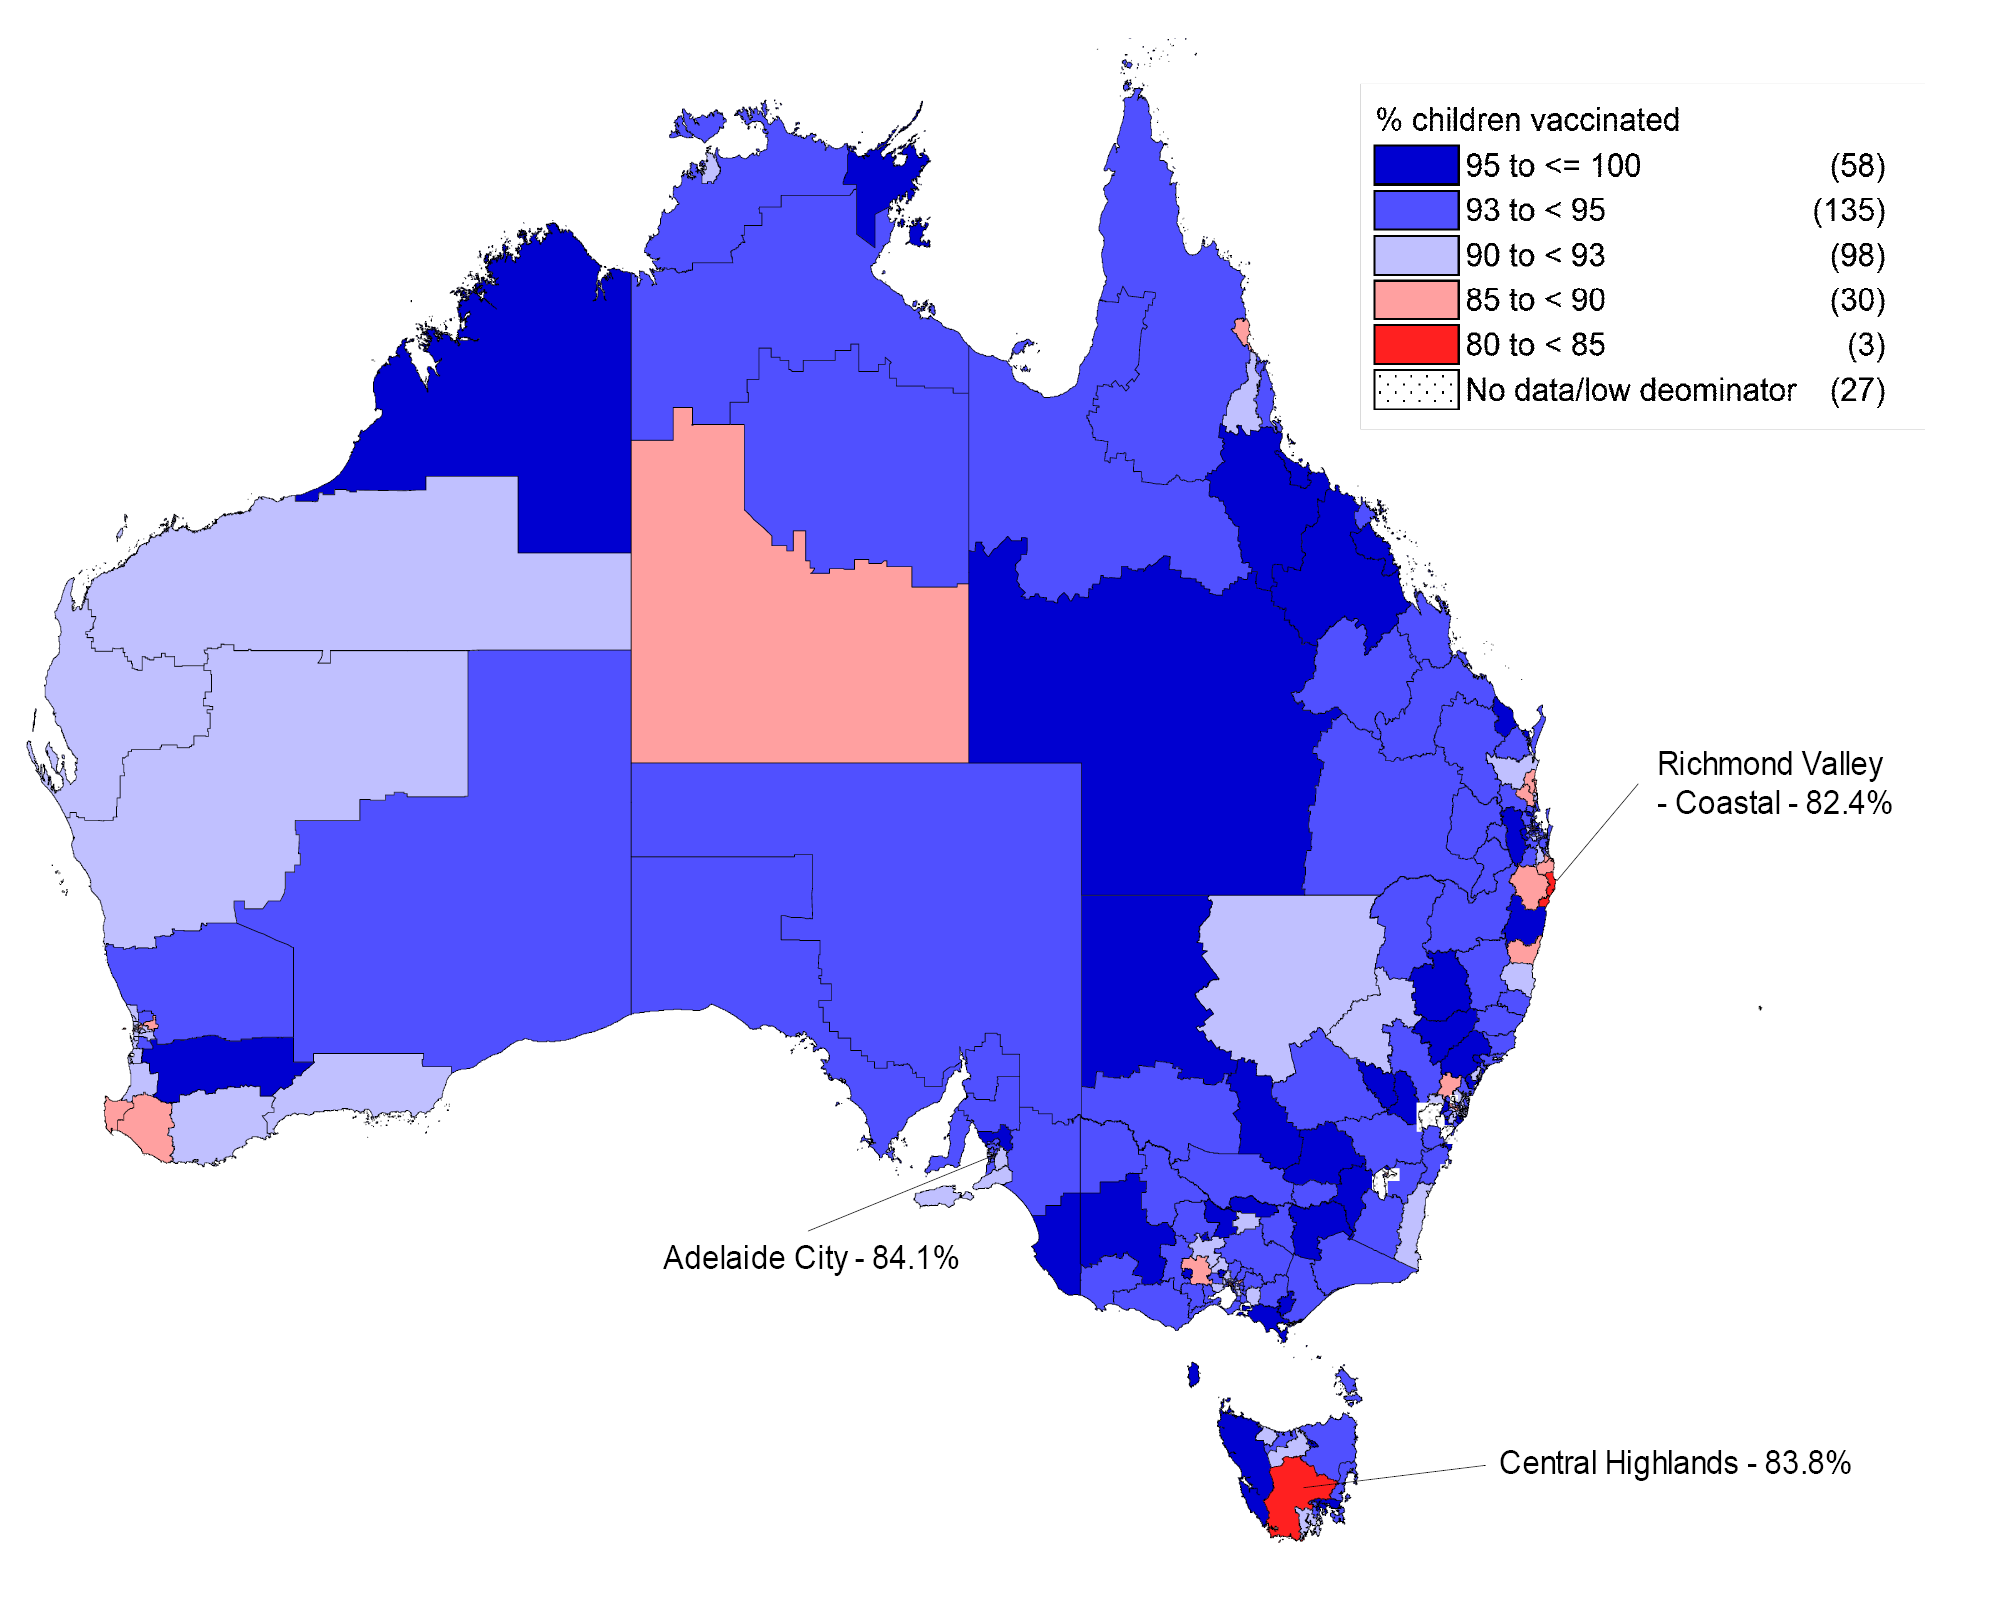 % children vaccinated
95 to <= 100 (58)
93 to < 95 (135)
90 to < 93 (98)
85 to < 90 (30)
80 to < 85 (3)
No data/low deominator (27)
Richmond Valley
- Coastal - 82.4%
Adelaide City - 84.1%
Central Highlands - 83.8%